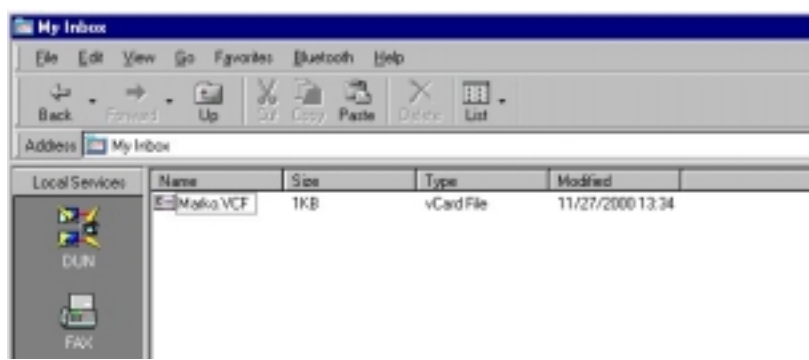 My Inbox
File Edit View Go Favorites Bluetooth Help
Back Forward Up Cut Copy Paste Delete List
Address My Inbox
Local Services Name Size Type Modified
Marko.VCF 1KB vCard File 11/27/2000 13:34
DUN
FAX